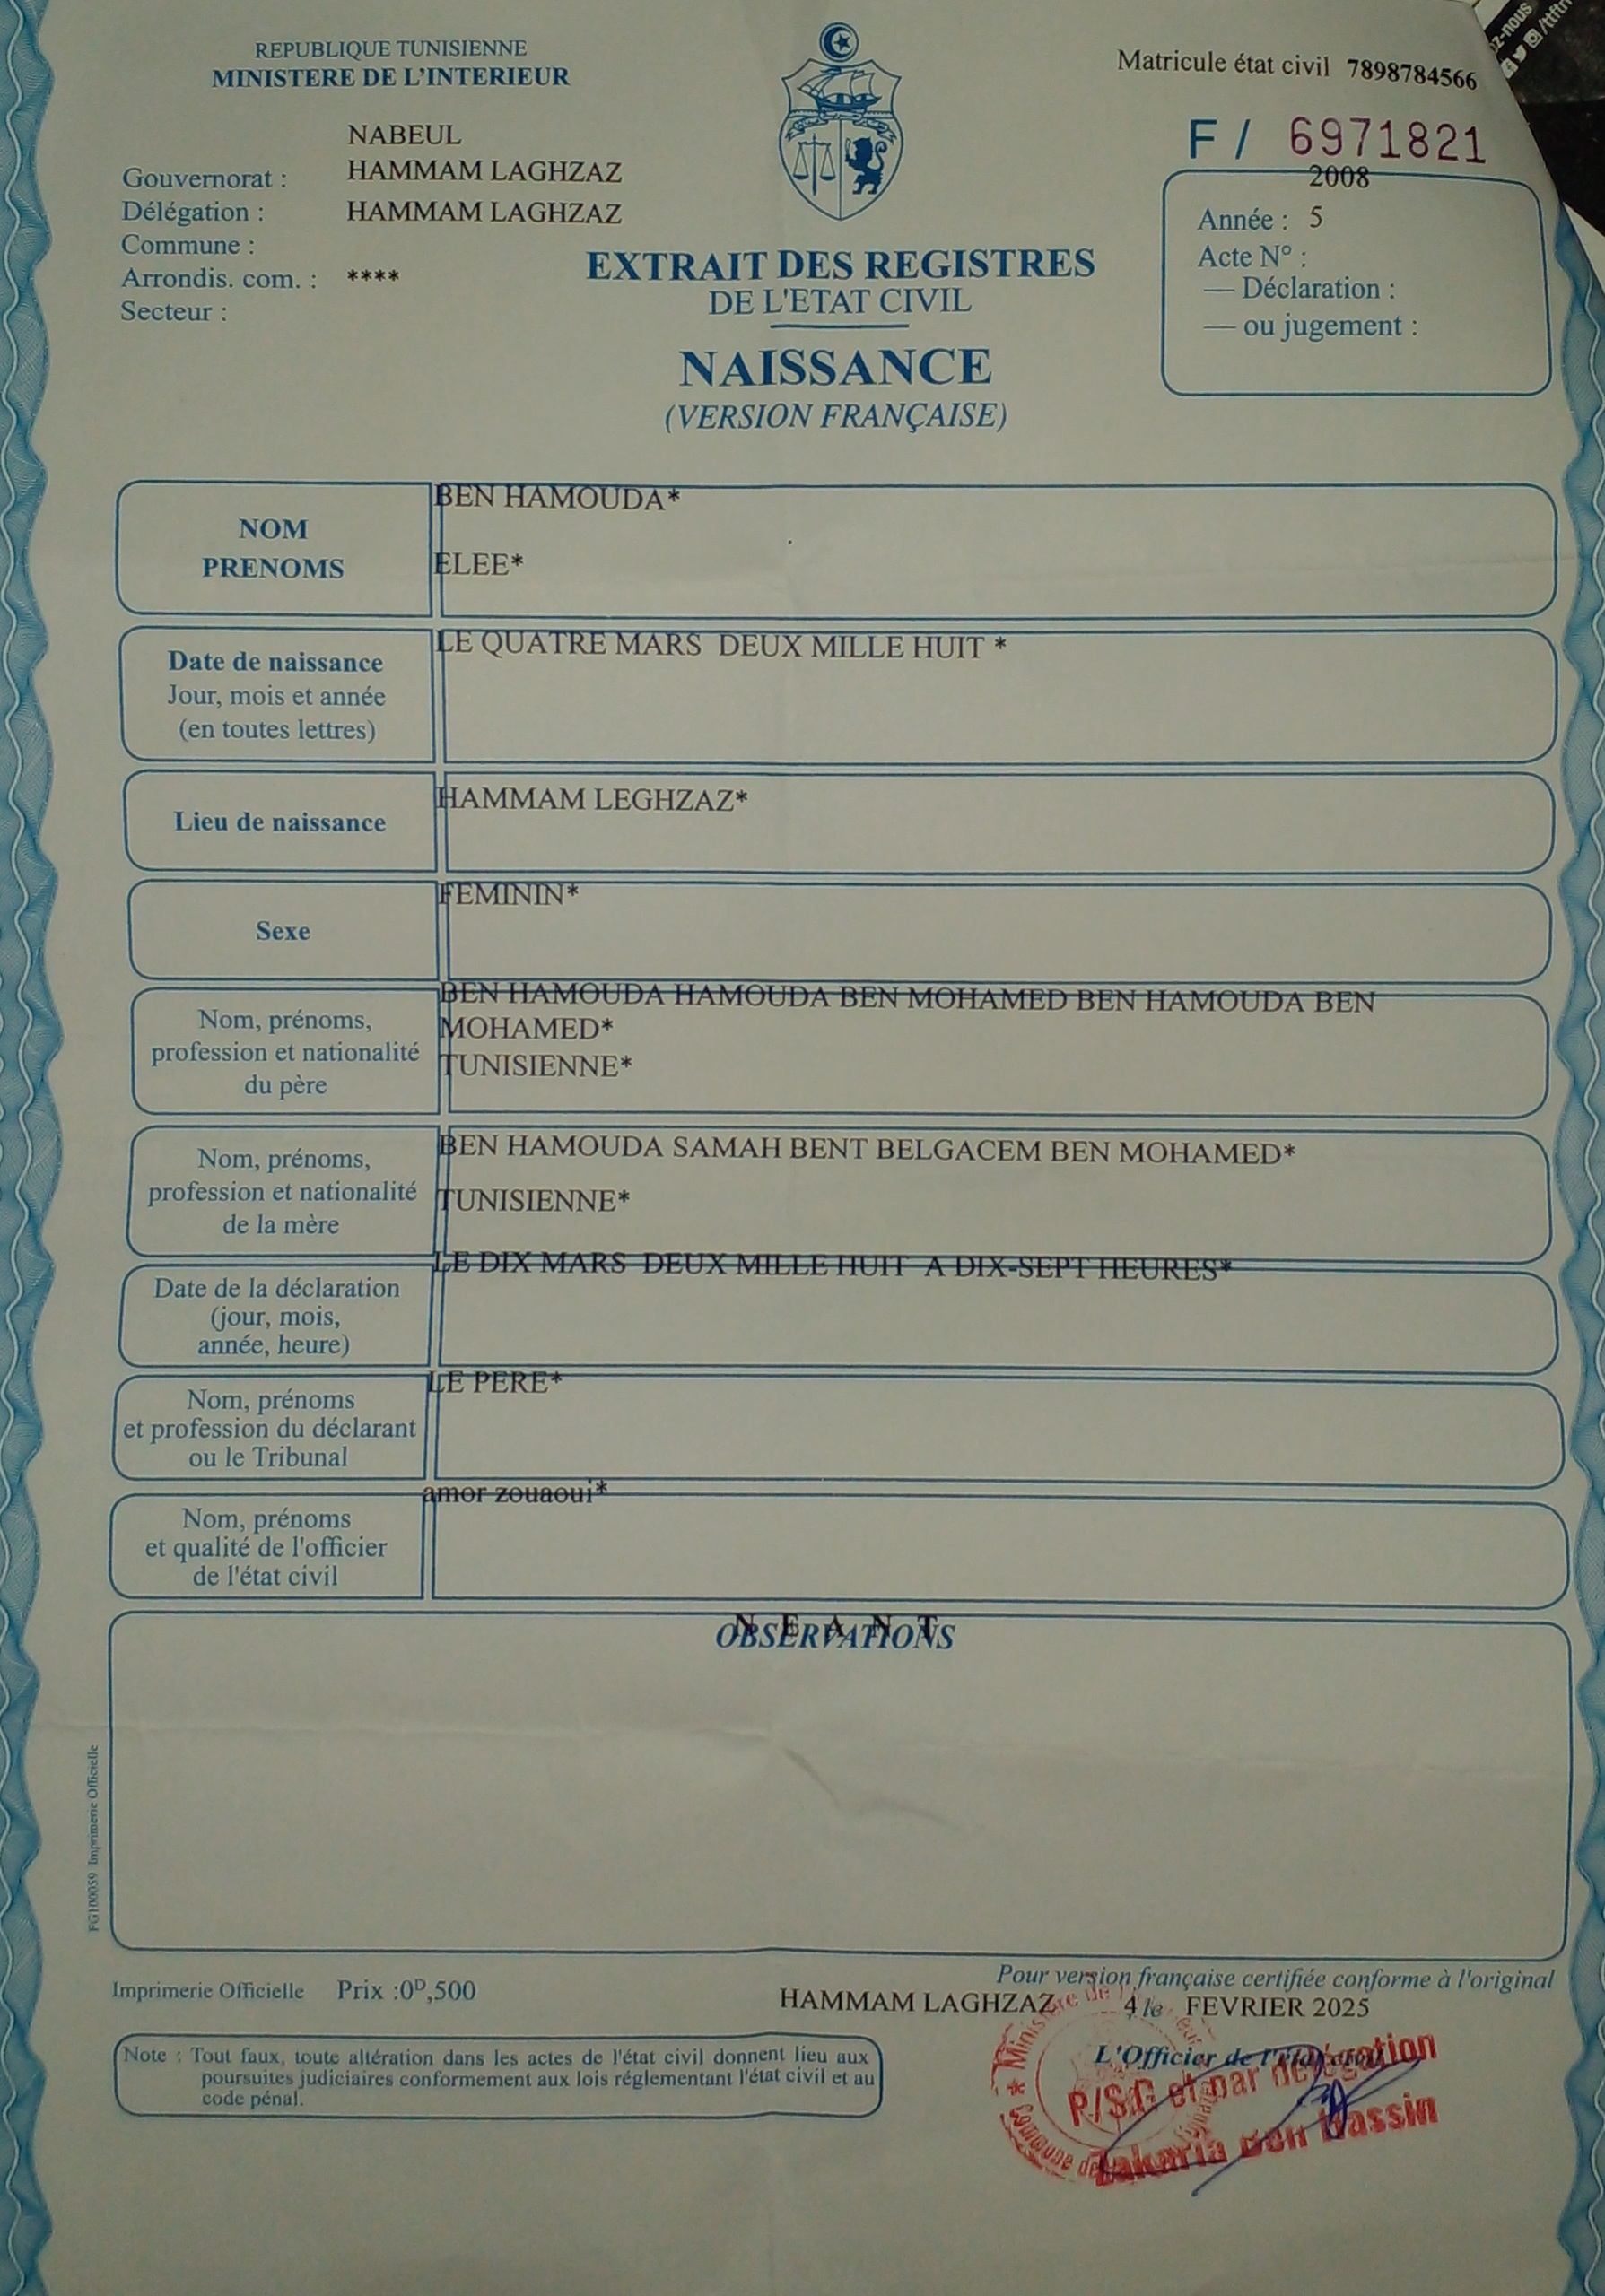 REPUBLIQUE TUNISIENNE
MINISTERE DE L'INTERIEUR
Matricule état civil 7898784566
F / 6971821
NABEUL
Gouvernorat : HAMMAM LAGHZAZ
Délégation : HAMMAM LAGHZAZ
Commune :
Arrondis. com. : ****
Secteur :
2008
Année : 5
Acte N° :
— Déclaration :
— ou jugement :
EXTRAIT DES REGISTRES
DE L'ETAT CIVIL
NAISSANCE
(VERSION FRANÇAISE)
NOM
PRENOMS
BEN HAMOUDA*
ELEE*
Date de naissance
Jour, mois et année
(en toutes lettres)
LE QUATRE MARS DEUX MILLE HUIT *
Lieu de naissance
HAMMAM LEGHZAZ*
Sexe
FEMININ*
Nom, prénoms,
profession et nationalité
du père
BEN HAMOUDA HAMOUDA BEN MOHAMED BEN HAMOUDA BEN
MOHAMED*
TUNISIENNE*
Nom, prénoms,
profession et nationalité
de la mère
BEN HAMOUDA SAMAH BENT BELGACEM BEN MOHAMED*
TUNISIENNE*
Date de la déclaration
(jour, mois,
année, heure)
LE DIX MARS DEUX MILLE HUIT A DIX-SEPT HEURES*
Nom, prénoms
et profession du déclarant
ou le Tribunal
LE PERE*
Nom, prénoms
et qualité de l'officier
de l'état civil
amor zouaoui*
N E A N T
OBSERVATIONS
FG100059 Imprimerie Officielle
Imprimerie Officielle Prix :0ᴰ,500
Pour version française certifiée conforme à l'original
HAMMAM LAGHZAZ 4 le FEVRIER 2025
L'Officier de l'état civil
P/S.G et par délégation
Zakaria Ben Wassin
Note : Tout faux, toute altération dans les actes de l'état civil donnent lieu aux
poursuites judiciaires conformement aux lois réglementant l'état civil et au
code pénal.